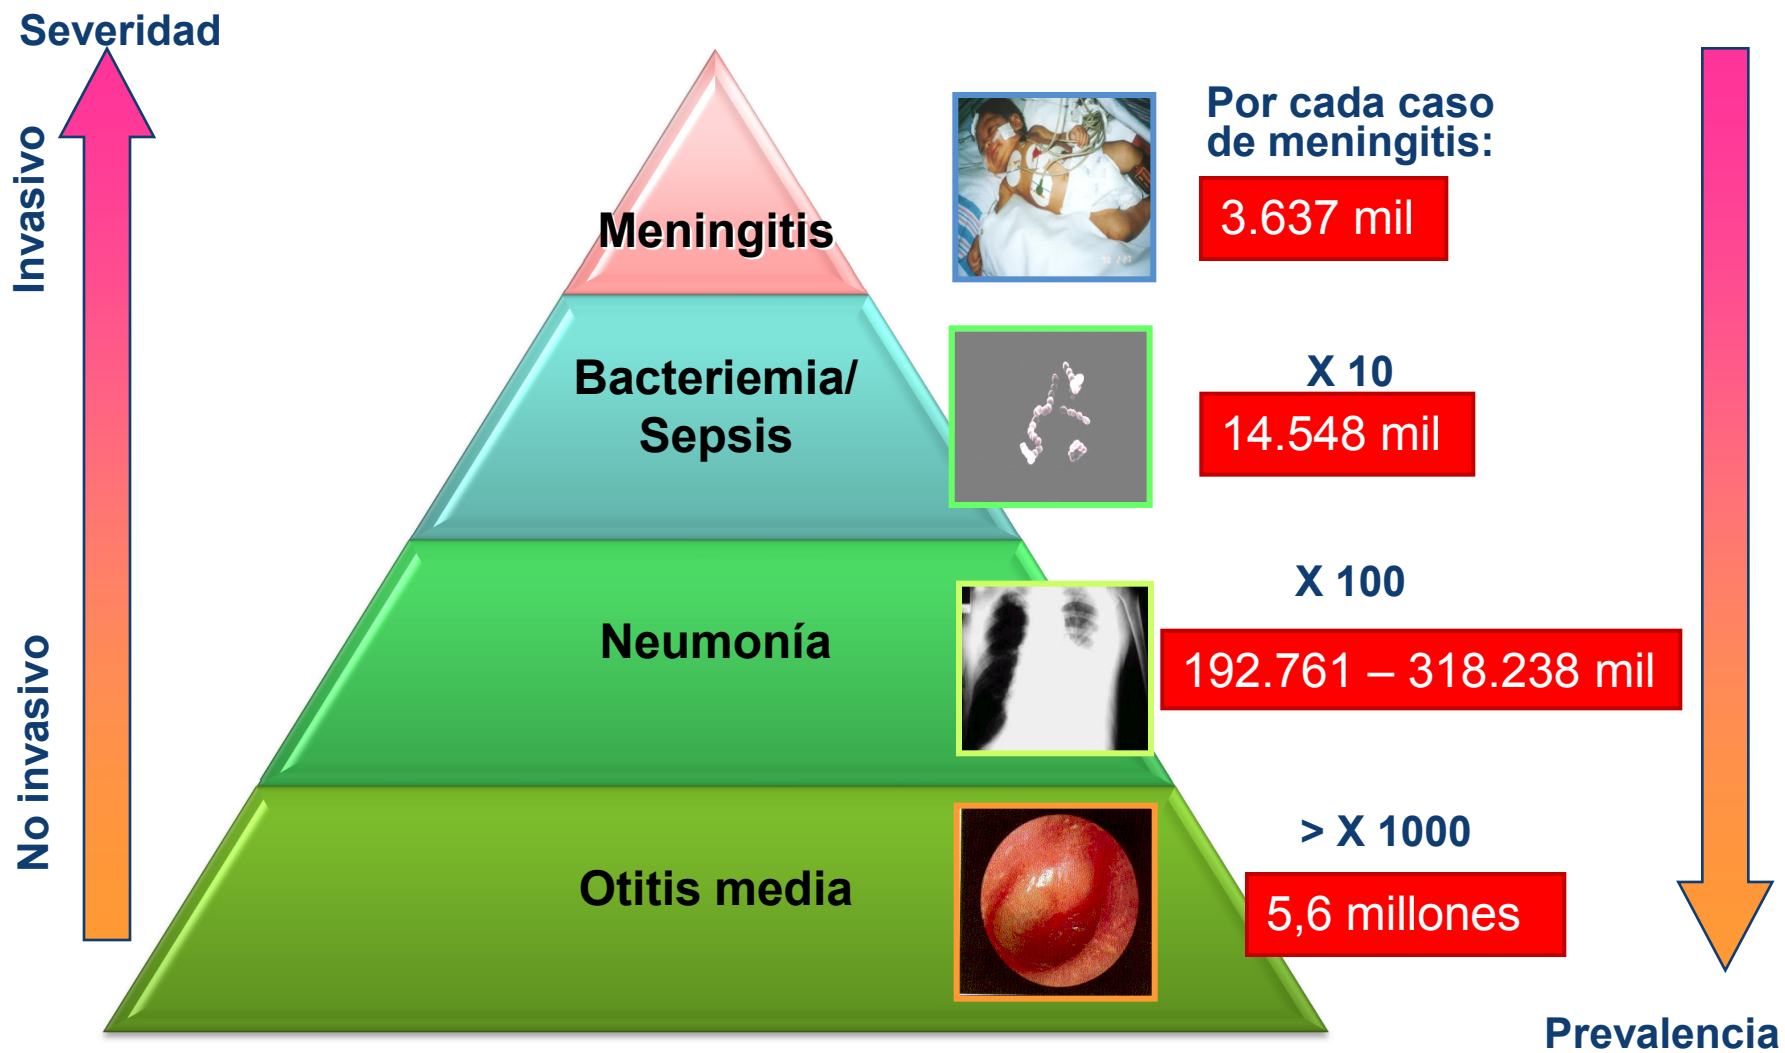 Severidad
Invasivo
No invasivo
Meningitis
Por cada caso
de meningitis:
3.637 mil
Bacteriemia/
Sepsis
X 10
14.548 mil
Neumonía
X 100
192.761 – 318.238 mil
Otitis media
> X 1000
5,6 millones
Prevalencia